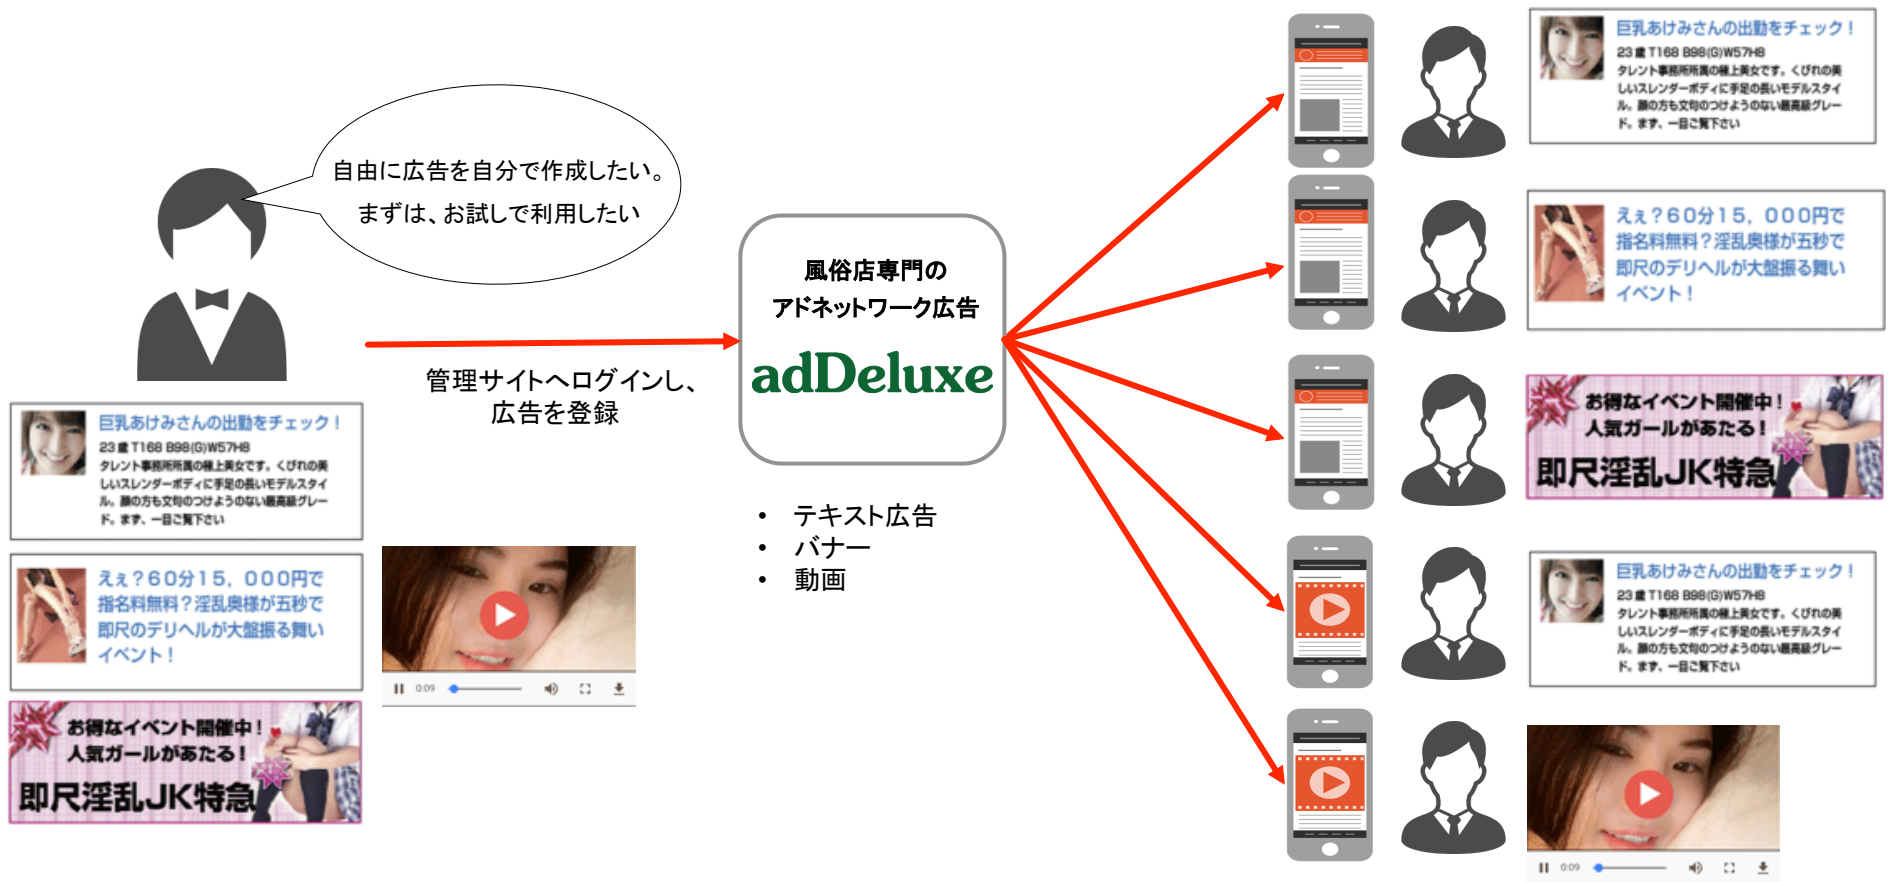 自由に広告を自分で作成したい。
まずは、お試しで利用したい
管理サイトへログインし、
広告を登録
巨乳あけみさんの出勤をチェック！
23歳 T168 B98(G)W57H8
タレント事務所所属の極上美女です。くびれの美
しいスレンダーボディに手足の長いモデルスタイ
ル。顔の方も文句のつけようのない最高級グレー
ド。まず、一目ご覧下さい
えぇ？６０分１５，０００円で
指名料無料？淫乱奥様が五秒で
即尺のデリヘルが大盤振る舞い
イベント！
お得なイベント開催中！
人気ガールがあたる！
即尺淫乱JK特急
0:09
風俗店専門の
アドネットワーク広告
adDeluxe
• テキスト広告
• バナー
• 動画
巨乳あけみさんの出勤をチェック！
23歳 T168 B98(G)W57H8
タレント事務所所属の極上美女です。くびれの美
しいスレンダーボディに手足の長いモデルスタイ
ル。顔の方も文句のつけようのない最高級グレー
ド。まず、一目ご覧下さい
えぇ？６０分１５，０００円で
指名料無料？淫乱奥様が五秒で
即尺のデリヘルが大盤振る舞い
イベント！
お得なイベント開催中！
人気ガールがあたる！
即尺淫乱JK特急
巨乳あけみさんの出勤をチェック！
23歳 T168 B98(G)W57H8
タレント事務所所属の極上美女です。くびれの美
しいスレンダーボディに手足の長いモデルスタイ
ル。顔の方も文句のつけようのない最高級グレー
ド。まず、一目ご覧下さい
0:09